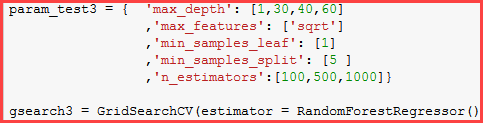 param_test3 = {  'max_depth': [1,30,40,60]
,'max_features': ['sqrt']
,'min_samples_leaf': [1]
,'min_samples_split': [5 ]
,'n_estimators':[100,500,1000]}
gsearch3 = GridSearchCV(estimator = RandomForestRegressor()